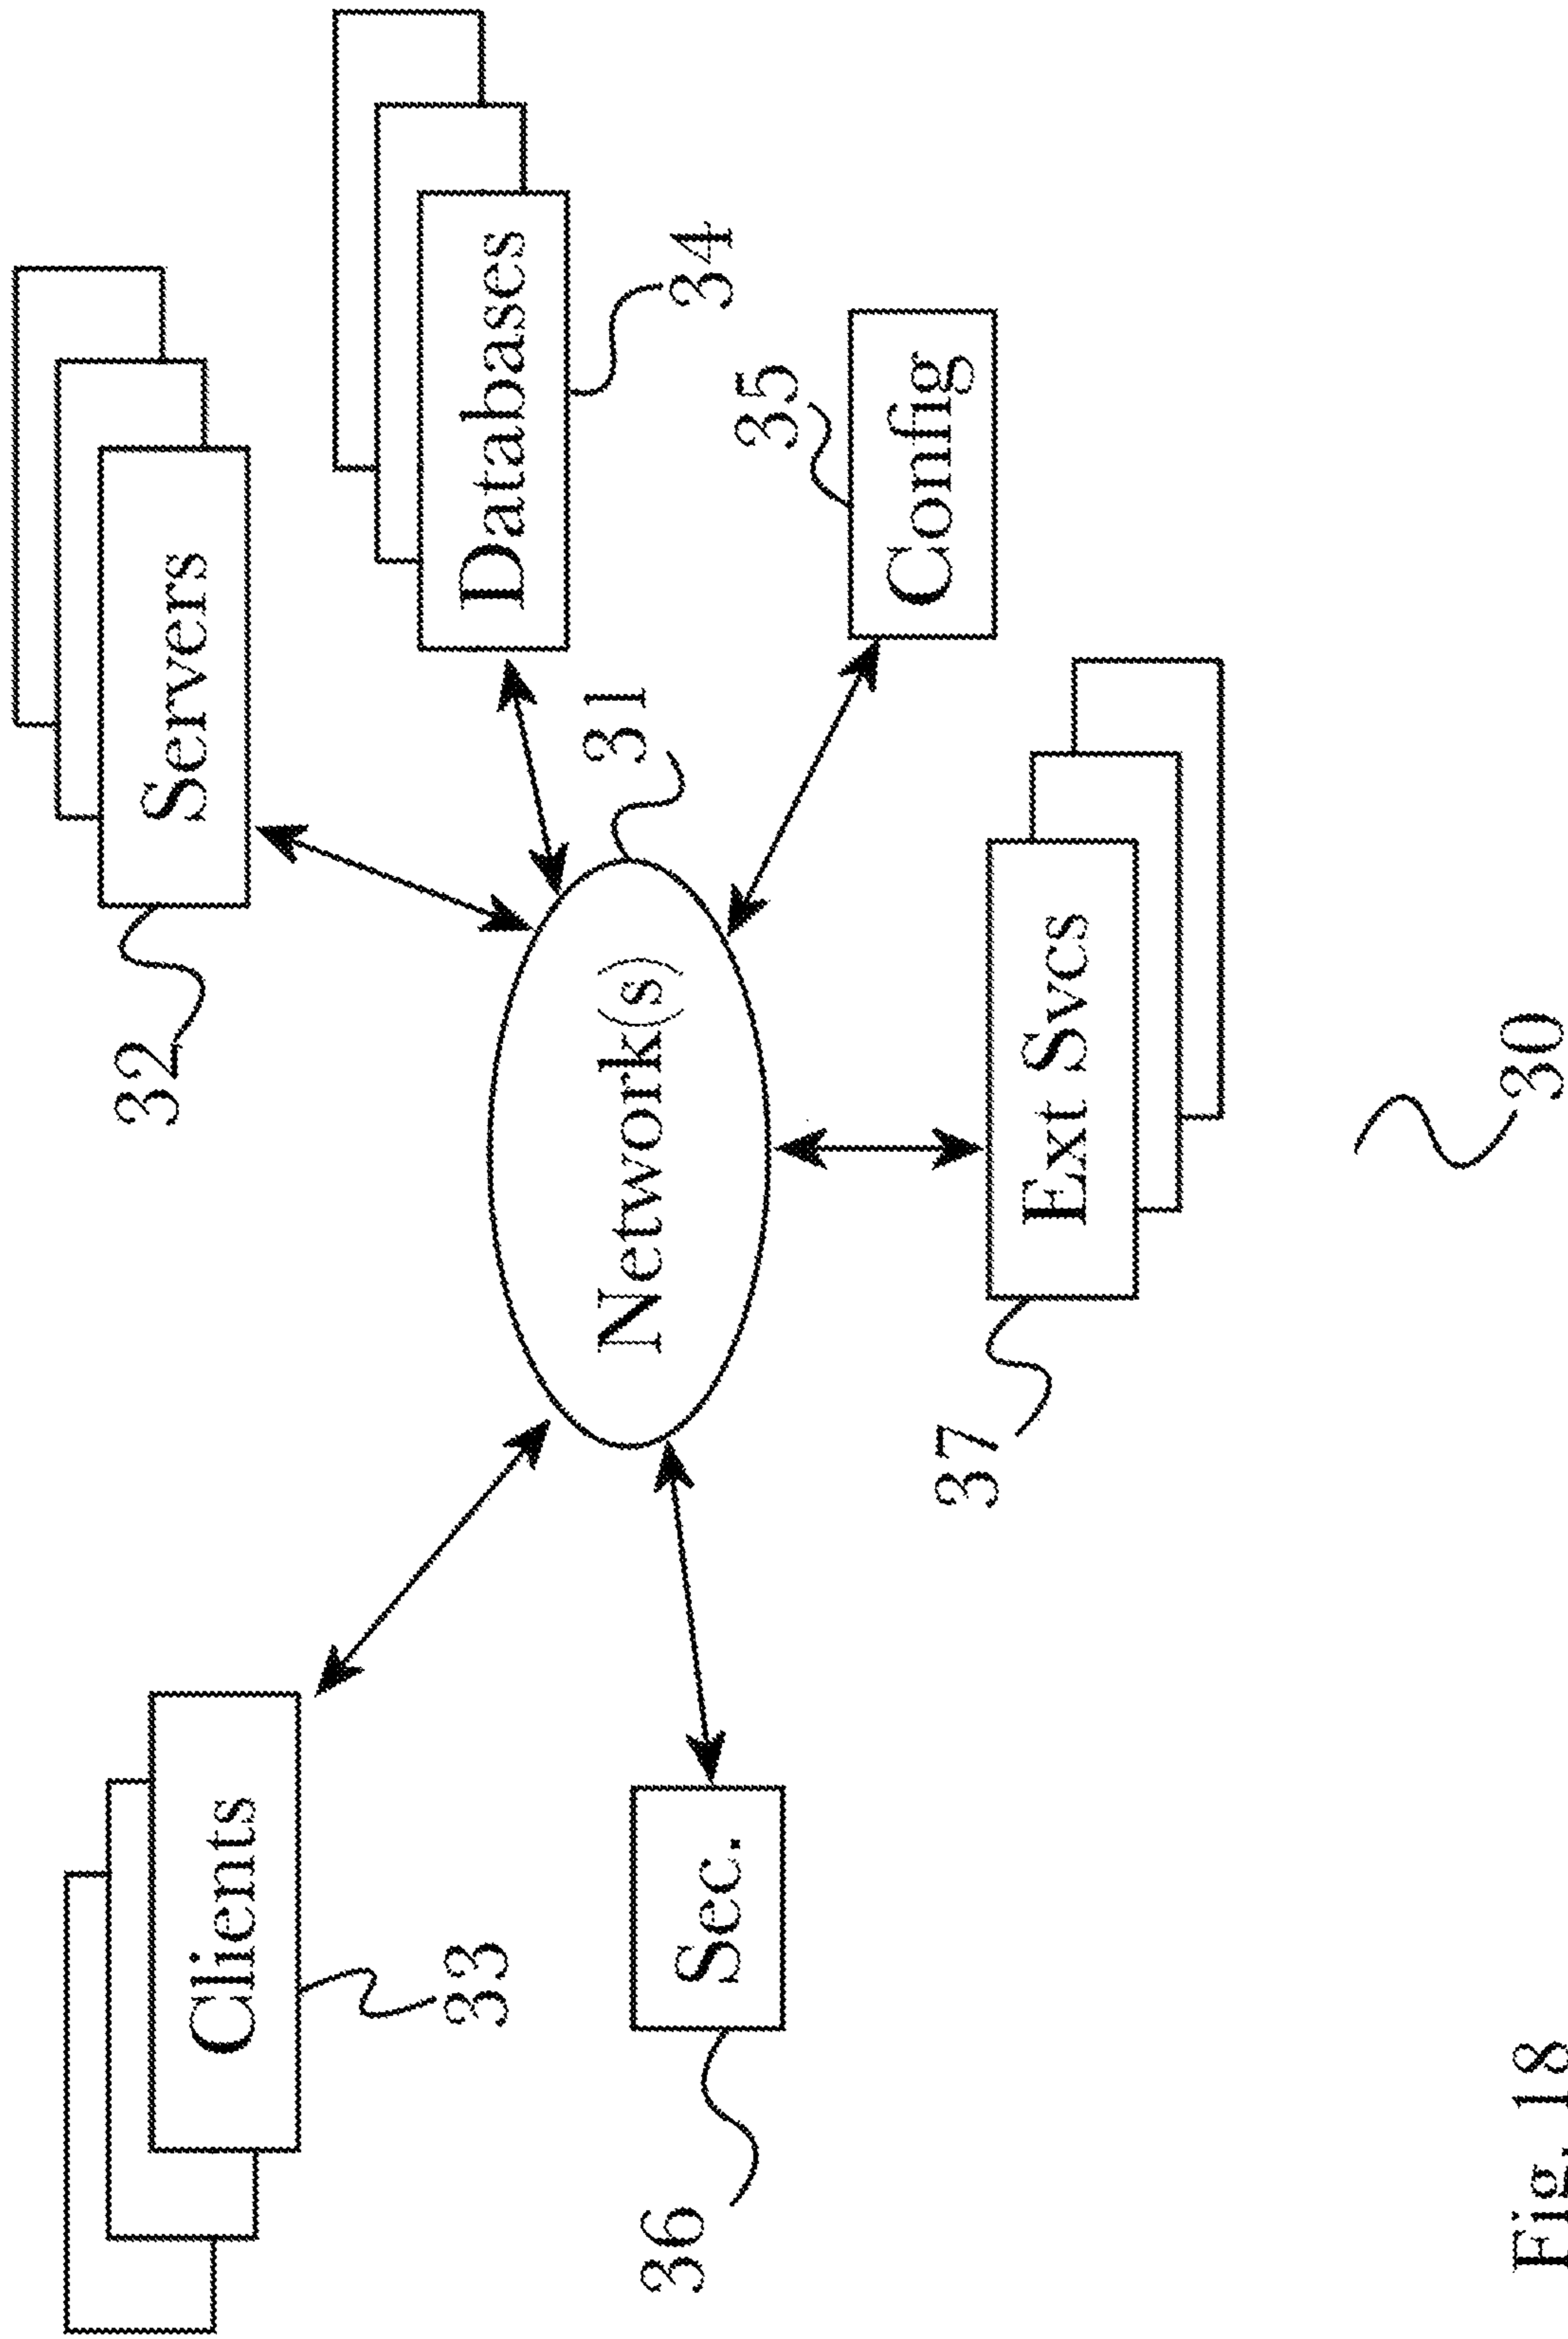 32
Servers
Clients
33
Databases
31
Network(s)
36
34
Sec.
35
Config
37
Ext Svcs
30
Fig. 18